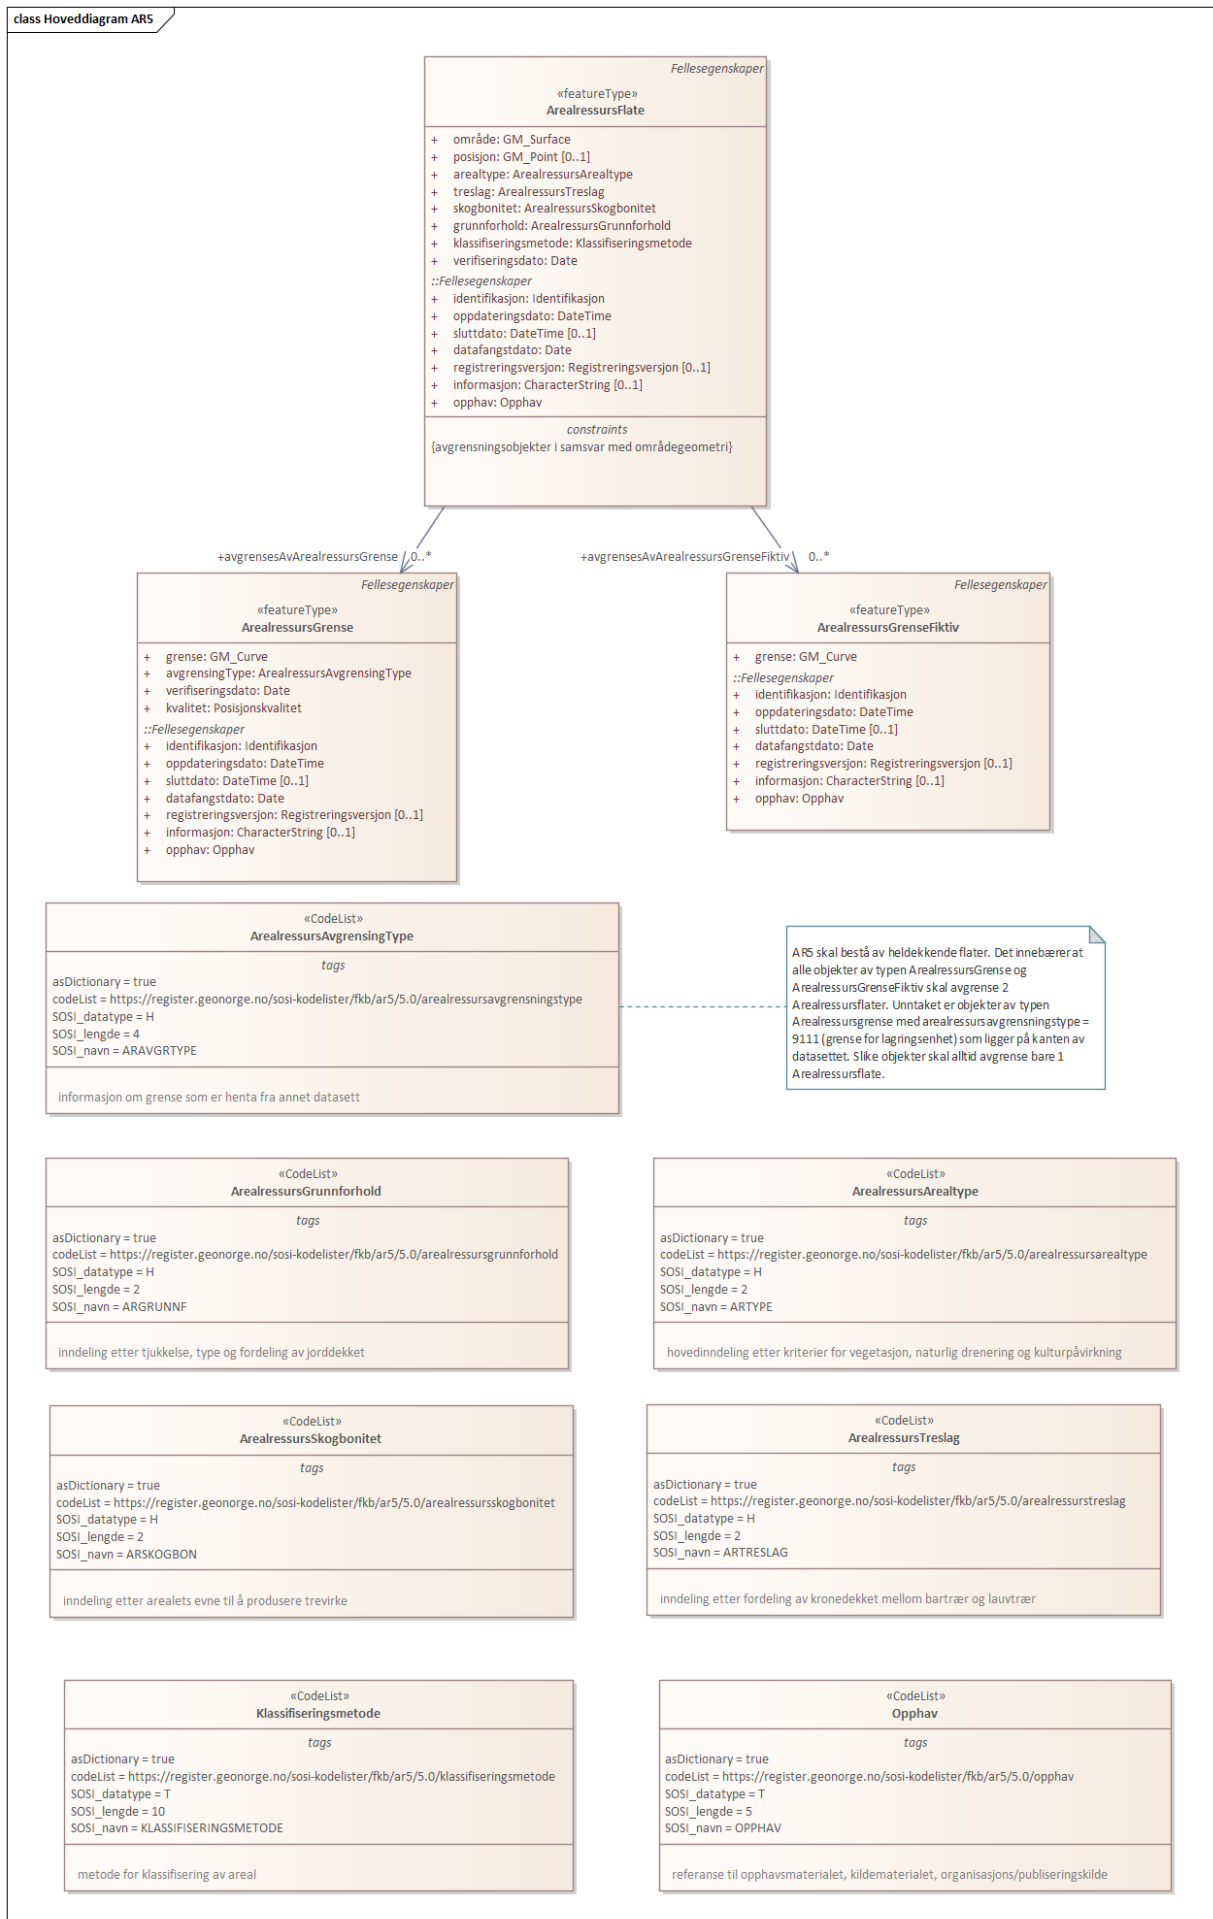 class Hoveddiagram AR5
Fellesegenskaper
«featureType»
ArealressursFlate
+ område: GM_Surface
+ posisjon: GM_Point [0..1]
+ arealtype: ArealressursArealtype
+ treslag: ArealressursTreslag
+ skogbonitet: ArealressursSkogbonitet
+ grunnforhold: ArealressursGrunnforhold
+ klassifiseringsmetode: Klassifiseringsmetode
+ verifiseringsdato: Date
::Fellesegenskaper
+ identifikasjon: Identifikasjon
+ oppdateringsdato: DateTime
+ sluttdato: DateTime [0..1]
+ datafangstdato: Date
+ registreringsversjon: Registreringsversjon [0..1]
+ informasjon: CharacterString [0..1]
+ opphav: Opphav
constraints
{avgrensningsobjekter i samsvar med områdegeometri}
+avgrensesAvArealressursGrense 0..*
+avgrensesAvArealressursGrenseFiktiv 0..*
Fellesegenskaper
«featureType»
ArealressursGrense
+ grense: GM_Curve
+ avgrensingType: ArealressursAvgrensingType
+ verifiseringsdato: Date
+ kvalitet: Posisjonskvalitet
::Fellesegenskaper
+ identifikasjon: Identifikasjon
+ oppdateringsdato: DateTime
+ sluttdato: DateTime [0..1]
+ datafangstdato: Date
+ registreringsversjon: Registreringsversjon [0..1]
+ informasjon: CharacterString [0..1]
+ opphav: Opphav
Fellesegenskaper
«featureType»
ArealressursGrenseFiktiv
+ grense: GM_Curve
::Fellesegenskaper
+ identifikasjon: Identifikasjon
+ oppdateringsdato: DateTime
+ sluttdato: DateTime [0..1]
+ datafangstdato: Date
+ registreringsversjon: Registreringsversjon [0..1]
+ informasjon: CharacterString [0..1]
+ opphav: Opphav
«CodeList»
ArealressursAvgrensingType
tags
asDictionary = true
codeList = https://register.geonorge.no/sosi-kodelister/fkb/ar5/5.0/arealressursavgrensningstype
SOSI_datatype = H
SOSI_lengde = 4
SOSI_navn = ARAVGRTYPE
informasjon om grense som er henta fra annet datasett
AR5 skal bestå av heldekkende flater. Det innebærer at
alle objekter av typen ArealressursGrense og
ArealressursGrenseFiktiv skal avgrense 2
Arealressursflater. Unntaket er objekter av typen
Arealressursgrense med arealressursavgrensningstype =
9111 (grense for lagringsenhet) som ligger på kanten av
datasettet. Slike objekter skal alltid avgrense bare 1
Arealressursflate.
«CodeList»
ArealressursGrunnforhold
tags
asDictionary = true
codeList = https://register.geonorge.no/sosi-kodelister/fkb/ar5/5.0/arealressursgrunnforhold
SOSI_datatype = H
SOSI_lengde = 2
SOSI_navn = ARGRUNNF
inndeling etter tjukkelse, type og fordeling av jorddekket
«CodeList»
ArealressursArealtype
tags
asDictionary = true
codeList = https://register.geonorge.no/sosi-kodelister/fkb/ar5/5.0/arealressursarealtype
SOSI_datatype = H
SOSI_lengde = 2
SOSI_navn = ARTYPE
hovedinndeling etter kriterier for vegetasjon, naturlig drenering og kulturpåvirkning
«CodeList»
ArealressursSkogbonitet
tags
asDictionary = true
codeList = https://register.geonorge.no/sosi-kodelister/fkb/ar5/5.0/arealressursskogbonitet
SOSI_datatype = H
SOSI_lengde = 2
SOSI_navn = ARSKOGBON
inndeling etter arealets evne til å produsere trevirke
«CodeList»
ArealressursTreslag
tags
asDictionary = true
codeList = https://register.geonorge.no/sosi-kodelister/fkb/ar5/5.0/arealressurstreslag
SOSI_datatype = H
SOSI_lengde = 2
SOSI_navn = ARTRESLAG
inndeling etter fordeling av kronedekket mellom bartrær og lauvtrær
«CodeList»
Klassifiseringsmetode
tags
asDictionary = true
codeList = https://register.geonorge.no/sosi-kodelister/fkb/ar5/5.0/klassifiseringsmetode
SOSI_datatype = T
SOSI_lengde = 10
SOSI_navn = KLASSIFISERINGSMETODE
metode for klassifisering av areal
«CodeList»
Opphav
tags
asDictionary = true
codeList = https://register.geonorge.no/sosi-kodelister/fkb/ar5/5.0/opphav
SOSI_datatype = T
SOSI_lengde = 5
SOSI_navn = OPPHAV
referanse til opphavsmaterialet, kildematerialet, organisasjons/publiseringskilde